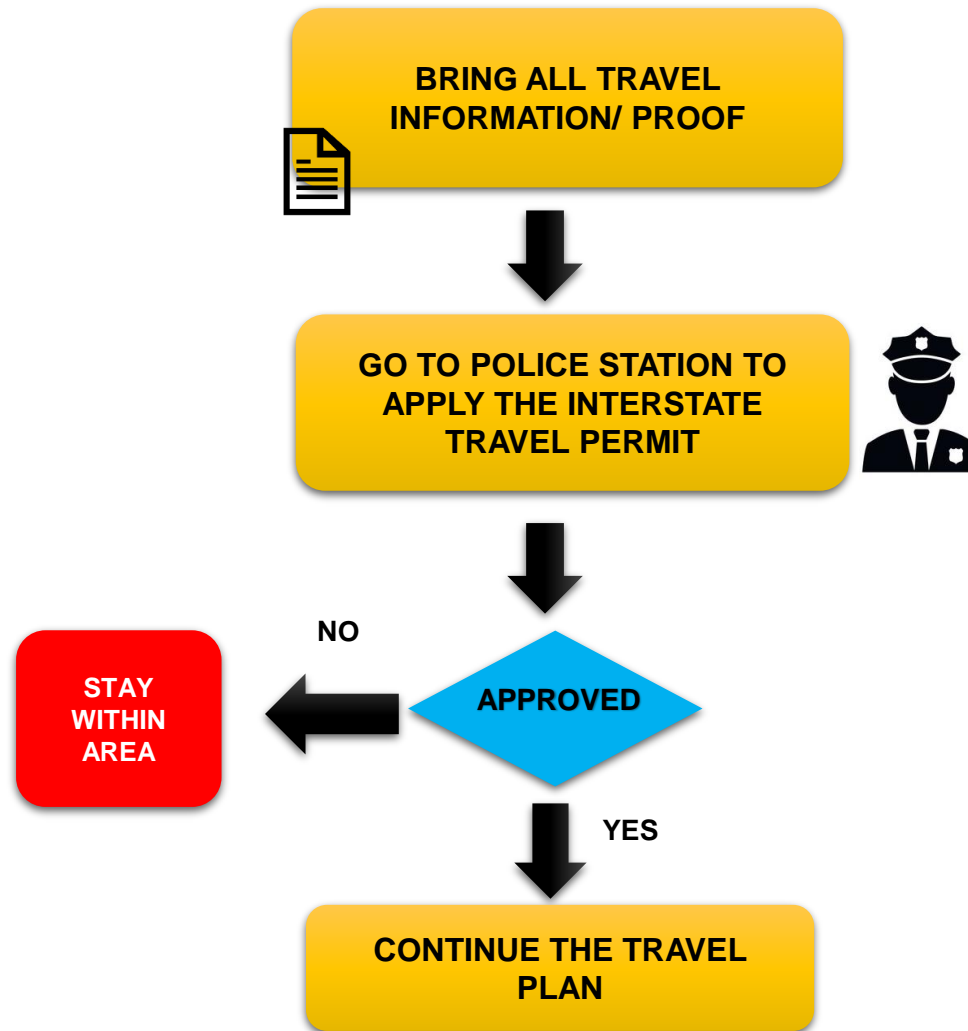 BRING ALL TRAVEL
INFORMATION/ PROOF
GO TO POLICE STATION TO
APPLY THE INTERSTATE
TRAVEL PERMIT
NO
STAY
WITHIN
AREA
APPROVED
YES
CONTINUE THE TRAVEL
PLAN